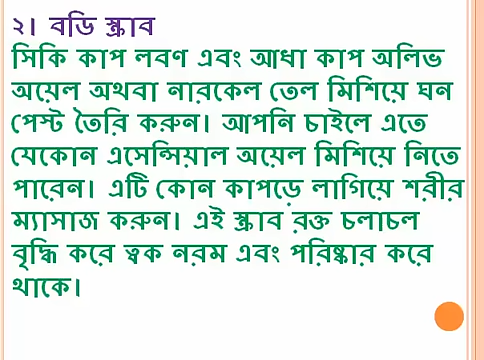 ২। বডি স্ক্রাব
সিকি কাপ লবণ এবং আধা কাপ অলিভ
অয়েল অথবা নারকেল তেল মিশিয়ে ঘন
পেস্ট তৈরি করুন। আপনি চাইলে এতে
যেকোন এসেন্সিয়াল অয়েল মিশিয়ে নিতে
পারেন। এটি কোন কাপড়ে লাগিয়ে শরীর
ম্যাসাজ করুন। এই স্ক্রাব রক্ত চলাচল
বৃদ্ধি করে ত্বক নরম এবং পরিষ্কার করে
থাকে।